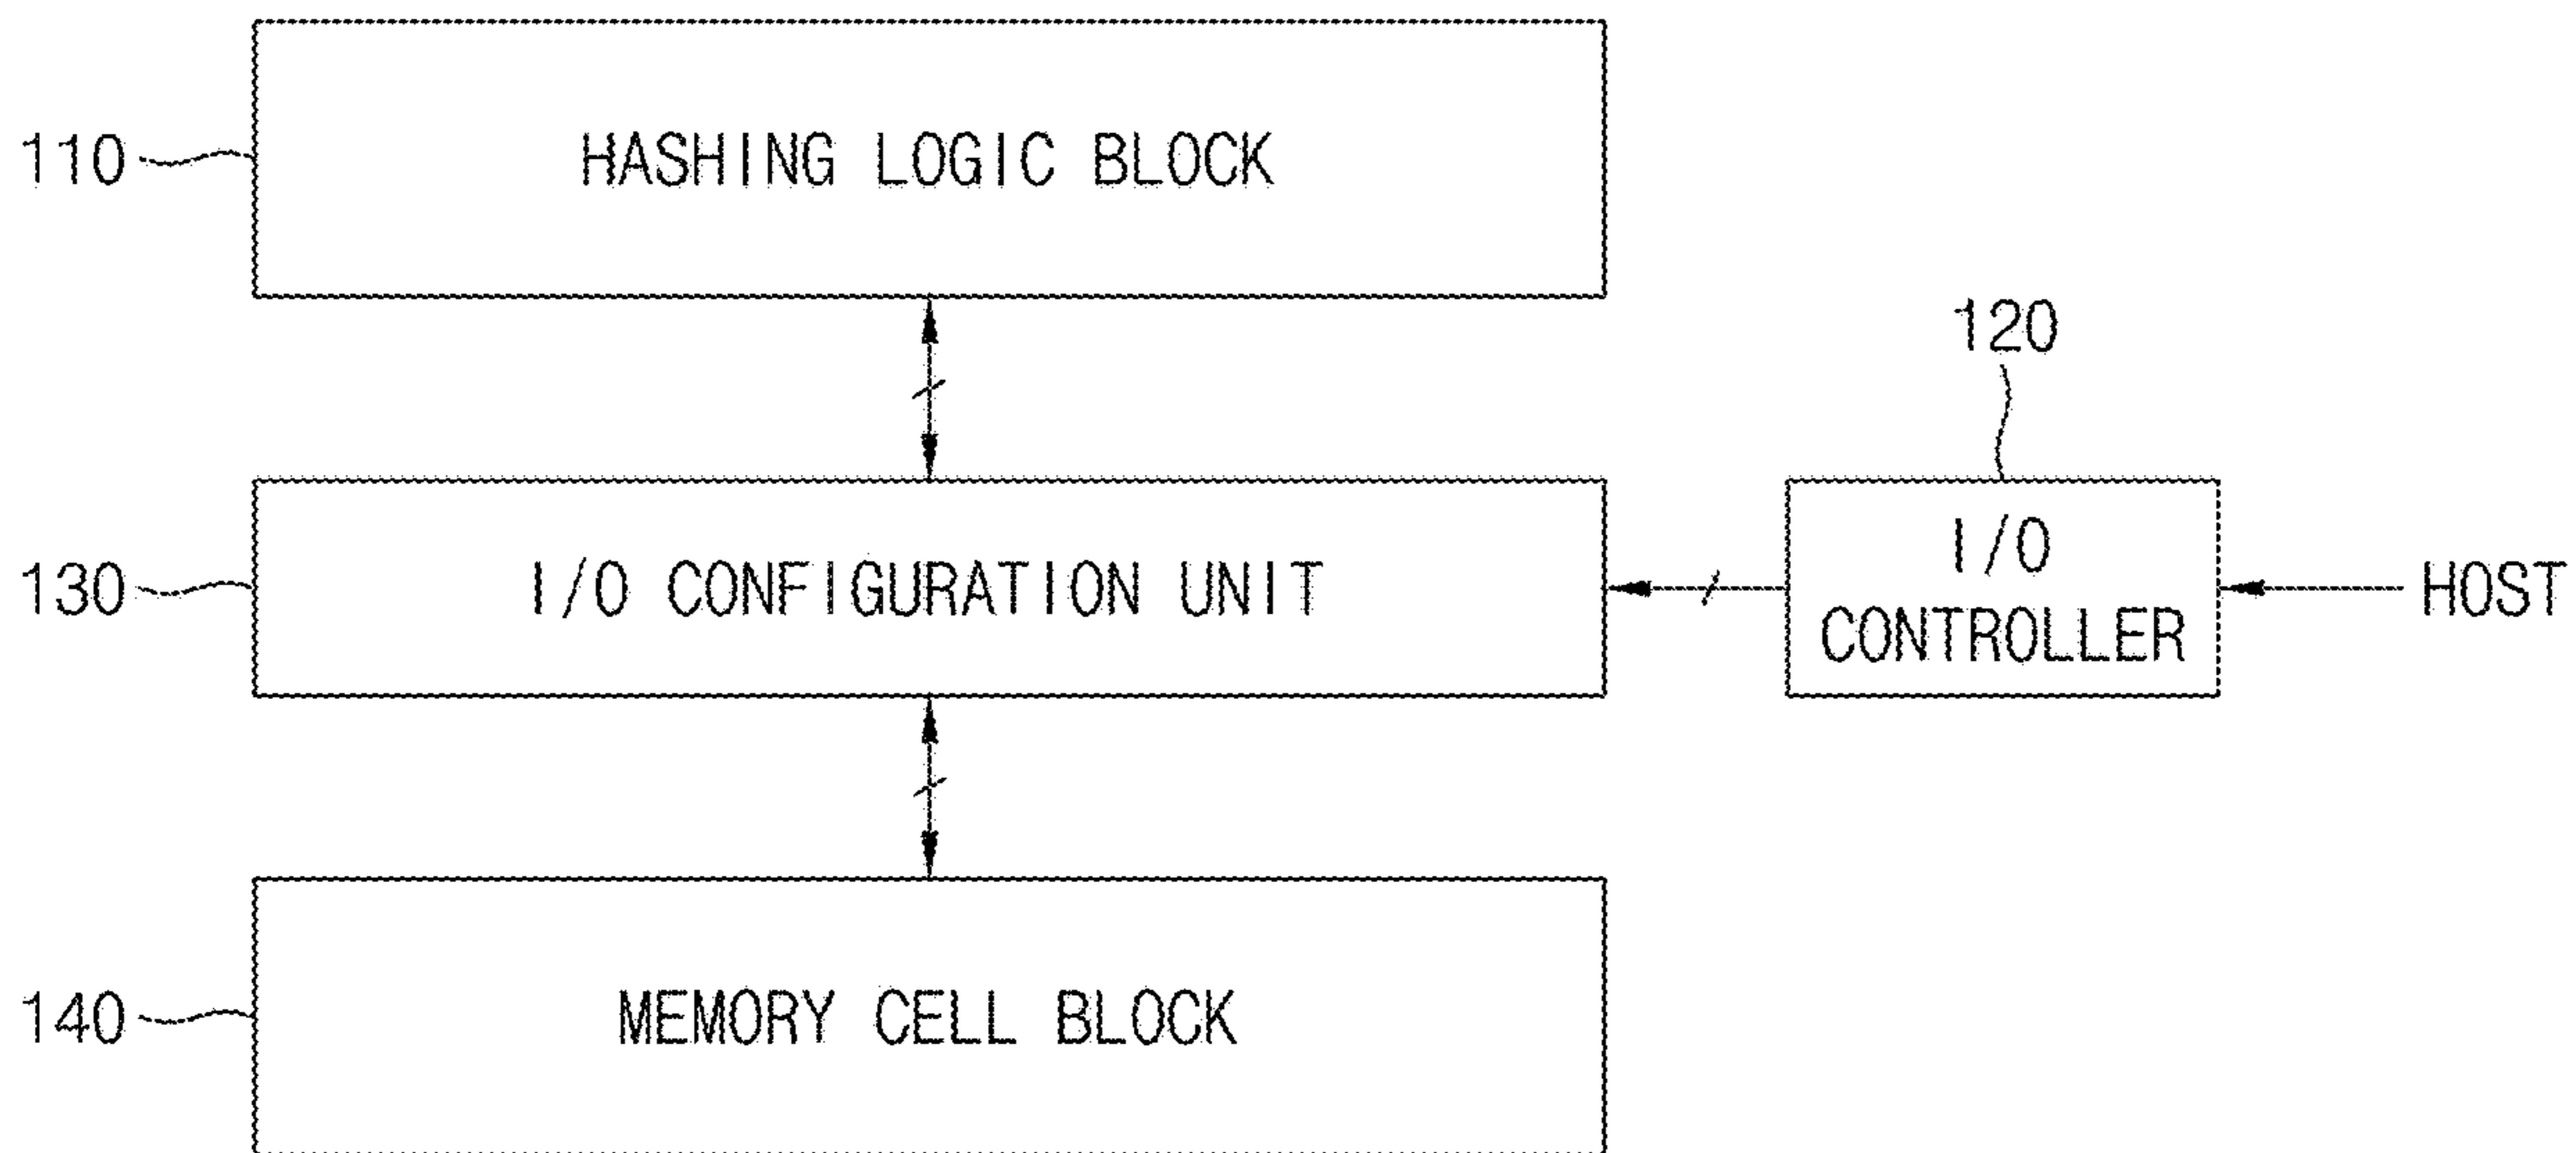 110
HASHING LOGIC BLOCK
120
130
I/O CONFIGURATION UNIT
I/O
CONTROLLER
HOST
140
MEMORY CELL BLOCK